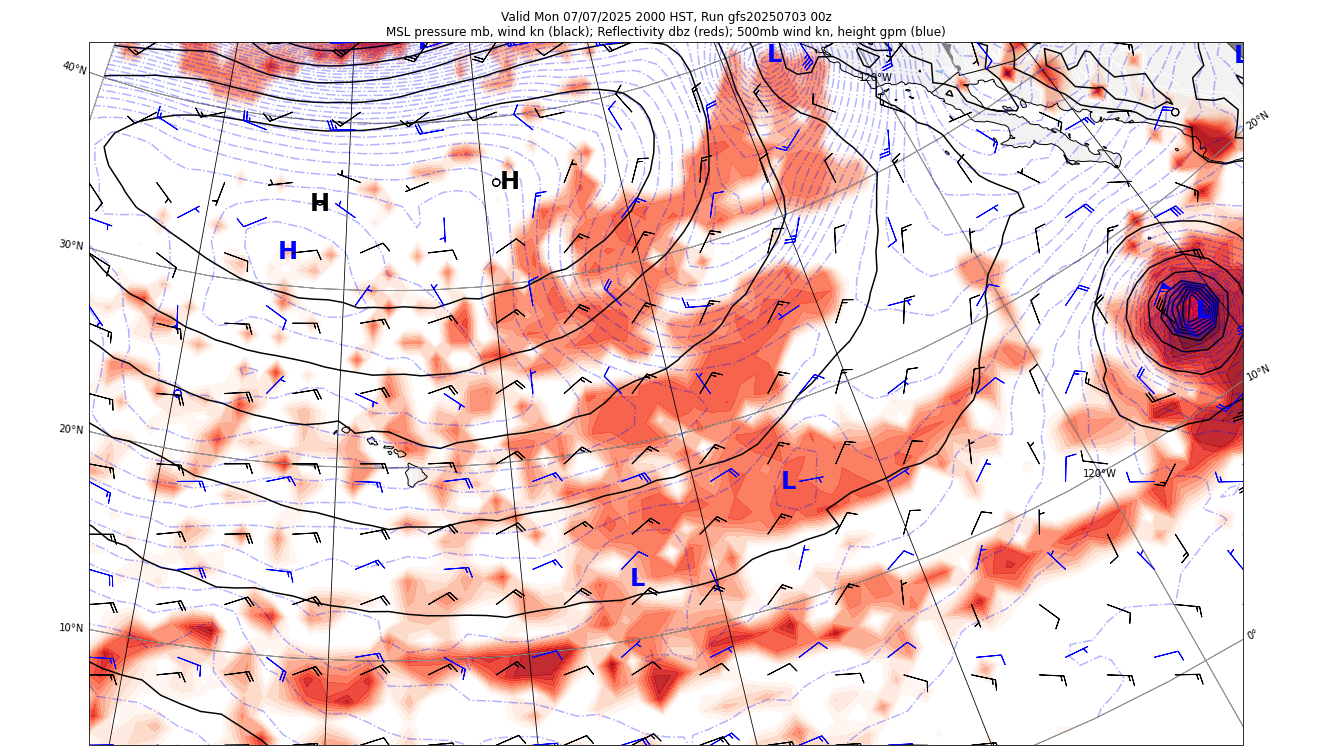 Valid Mon 07/07/2025 2000 HST, Run gfs20250703 00z
MSL pressure mb, wind kn (black); Reflectivity dbz (reds); 500mb wind kn, height gpm (blue)
L
L
40°N
120°W
20°N
H
H
30°N
H
L
10°N
20°N
L
120°W
L
10°N
0°